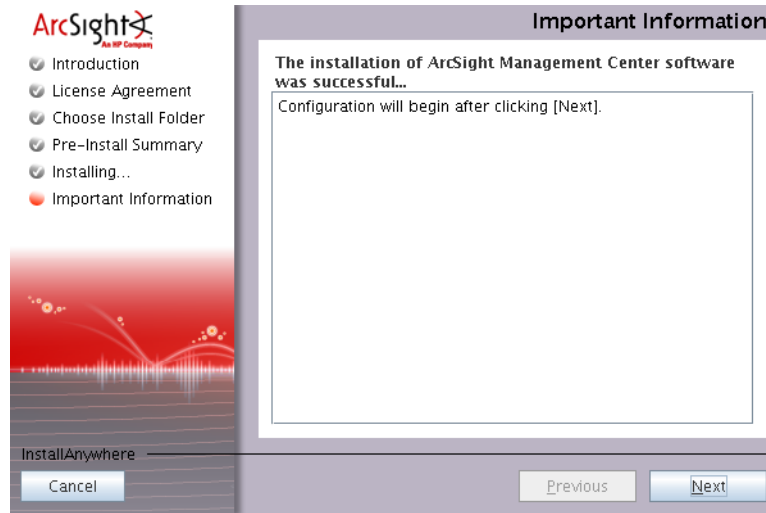 ArcSight
An HP Company
Important Information
Introduction
License Agreement
Choose Install Folder
Pre-Install Summary
Installing...
Important Information
The installation of ArcSight Management Center software
was successful...
Configuration will begin after clicking [Next].
InstallAnywhere
Cancel
Previous
Next